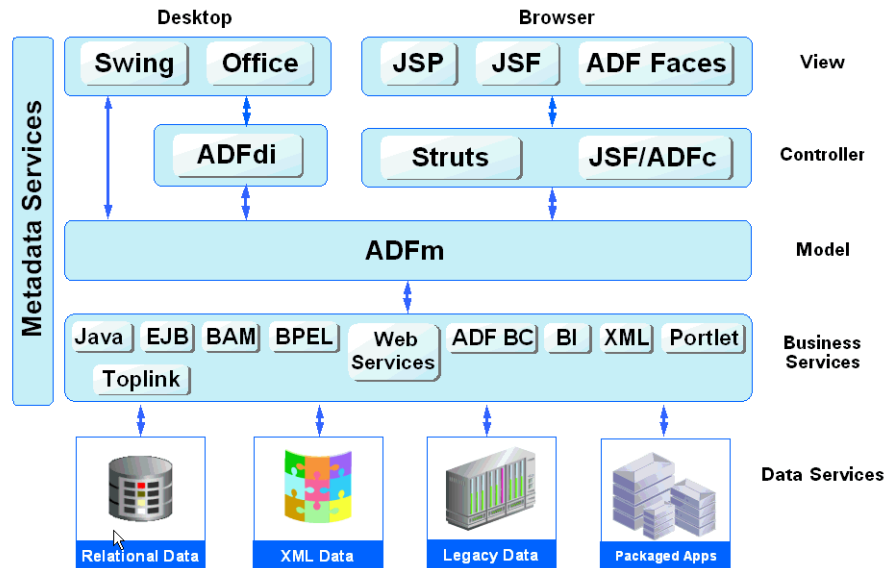 Desktop
Browser
Metadata Services
Swing
Office
JSP
JSF
ADF Faces
View
ADFdi
Struts
JSF/ADFc
Controller
ADFm
Model
Java
EJB
BAM
BPEL
Web
Services
ADF BC
BI
XML
Portlet
Toplink
Business
Services
Data Services
Relational Data
XML Data
Legacy Data
Packaged Apps